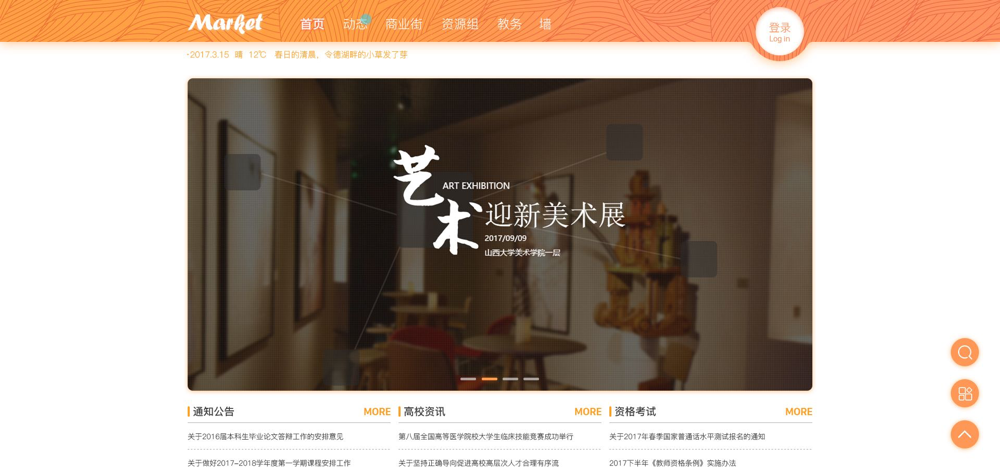 Market 首页 动态 商业街 资源组 教务 墙
登录
Log in
-2017.3.15 晴 12℃ 春日的清晨，令德湖畔的小草发了芽
艺术
ART EXHIBITION
迎新美术展
2017/09/09
山西大学美术学院一层
通知公告 MORE
关于2016届本科生毕业论文答辩工作的安排意见
关于做好2017-2018学年度第一学期课程安排工作
高校资讯 MORE
第八届全国高等医学院校大学生临床技能竞赛成功举行
关于坚持正确导向促进高校高层次人才合理有序流
资格考试 MORE
关于2017年春季国家普通话水平测试报名的通知
2017下半年《教师资格条例》实施办法